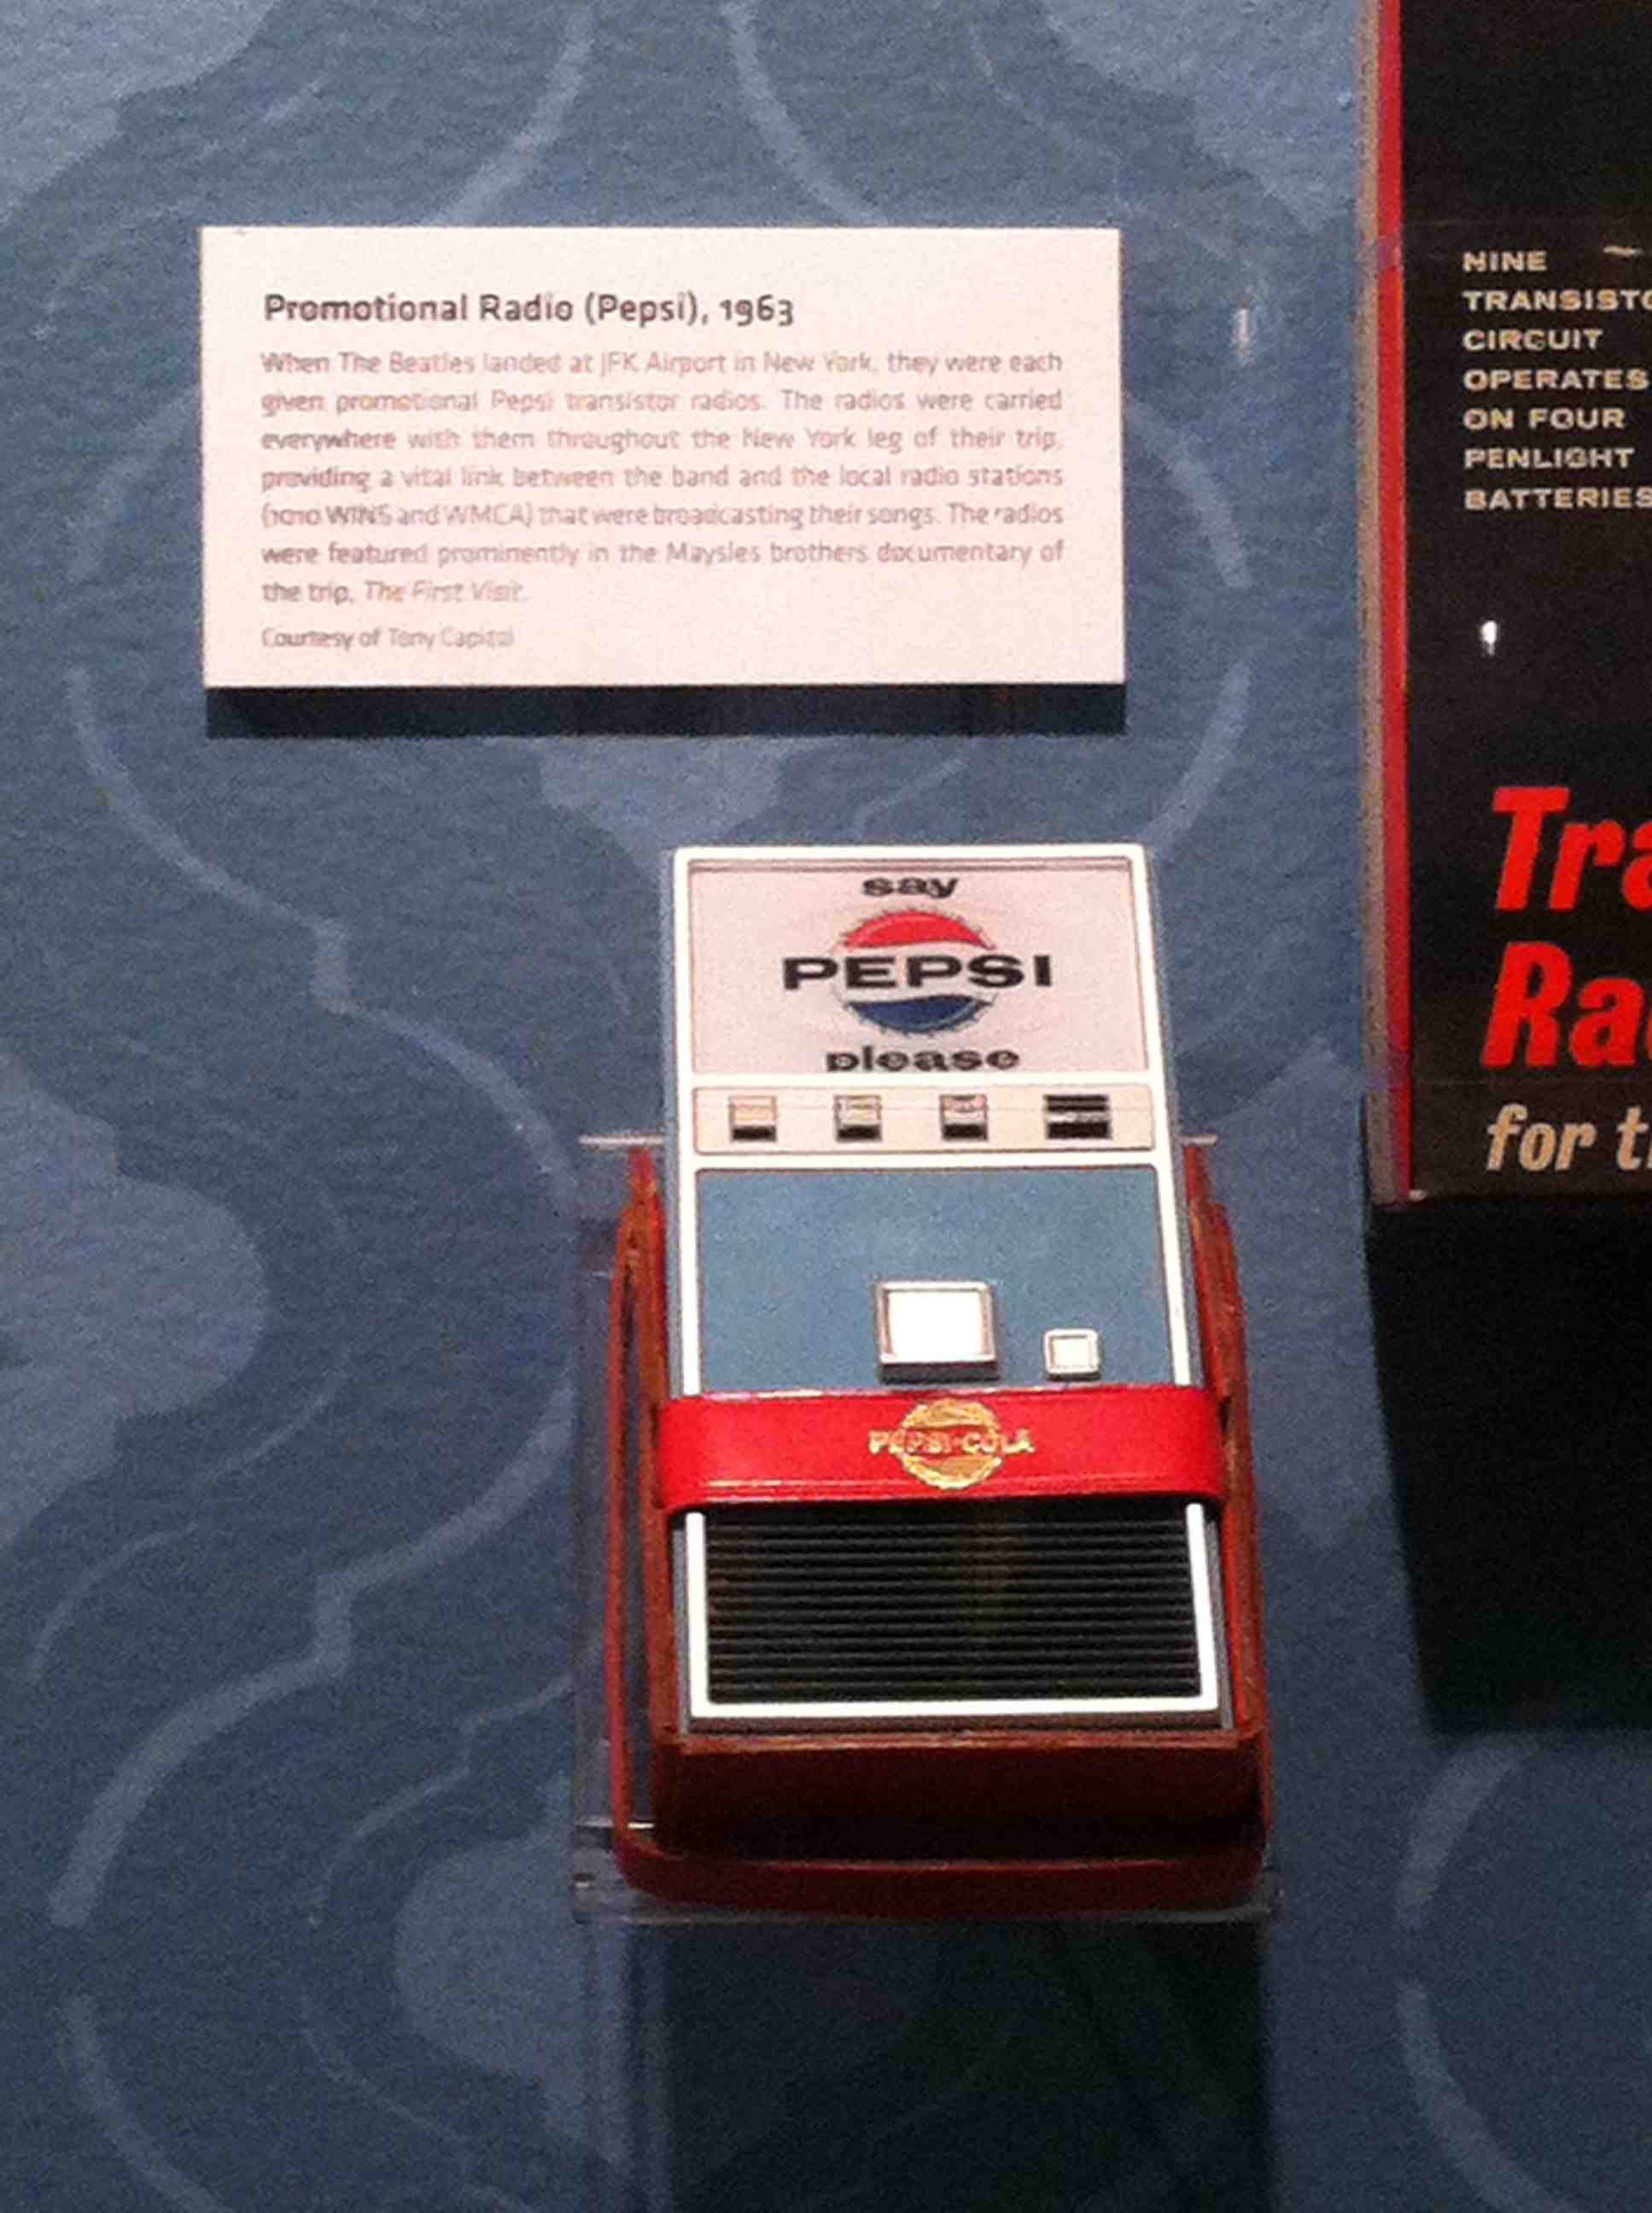 Promotional Radio (Pepsi), 1963
When The Beatles landed at JFK Airport in New York, they were each
given promotional Pepsi transistor radios. The radios were carried
everywhere with them throughout the New York leg of their trip,
providing a vital link between the band and the local radio stations
(1010 WINS and WMCA) that were broadcasting their songs. The radios
were featured prominently in the Maysles brothers documentary of
the trip, The First Visit.
Courtesy of Tony
say
PEPSI
please
PEPSI-COLA
NINE
TRANSISTO
CIRCUIT
OPERATES
ON FOUR
PENLIGHT
BATTERIES
Tra
Ra
for t